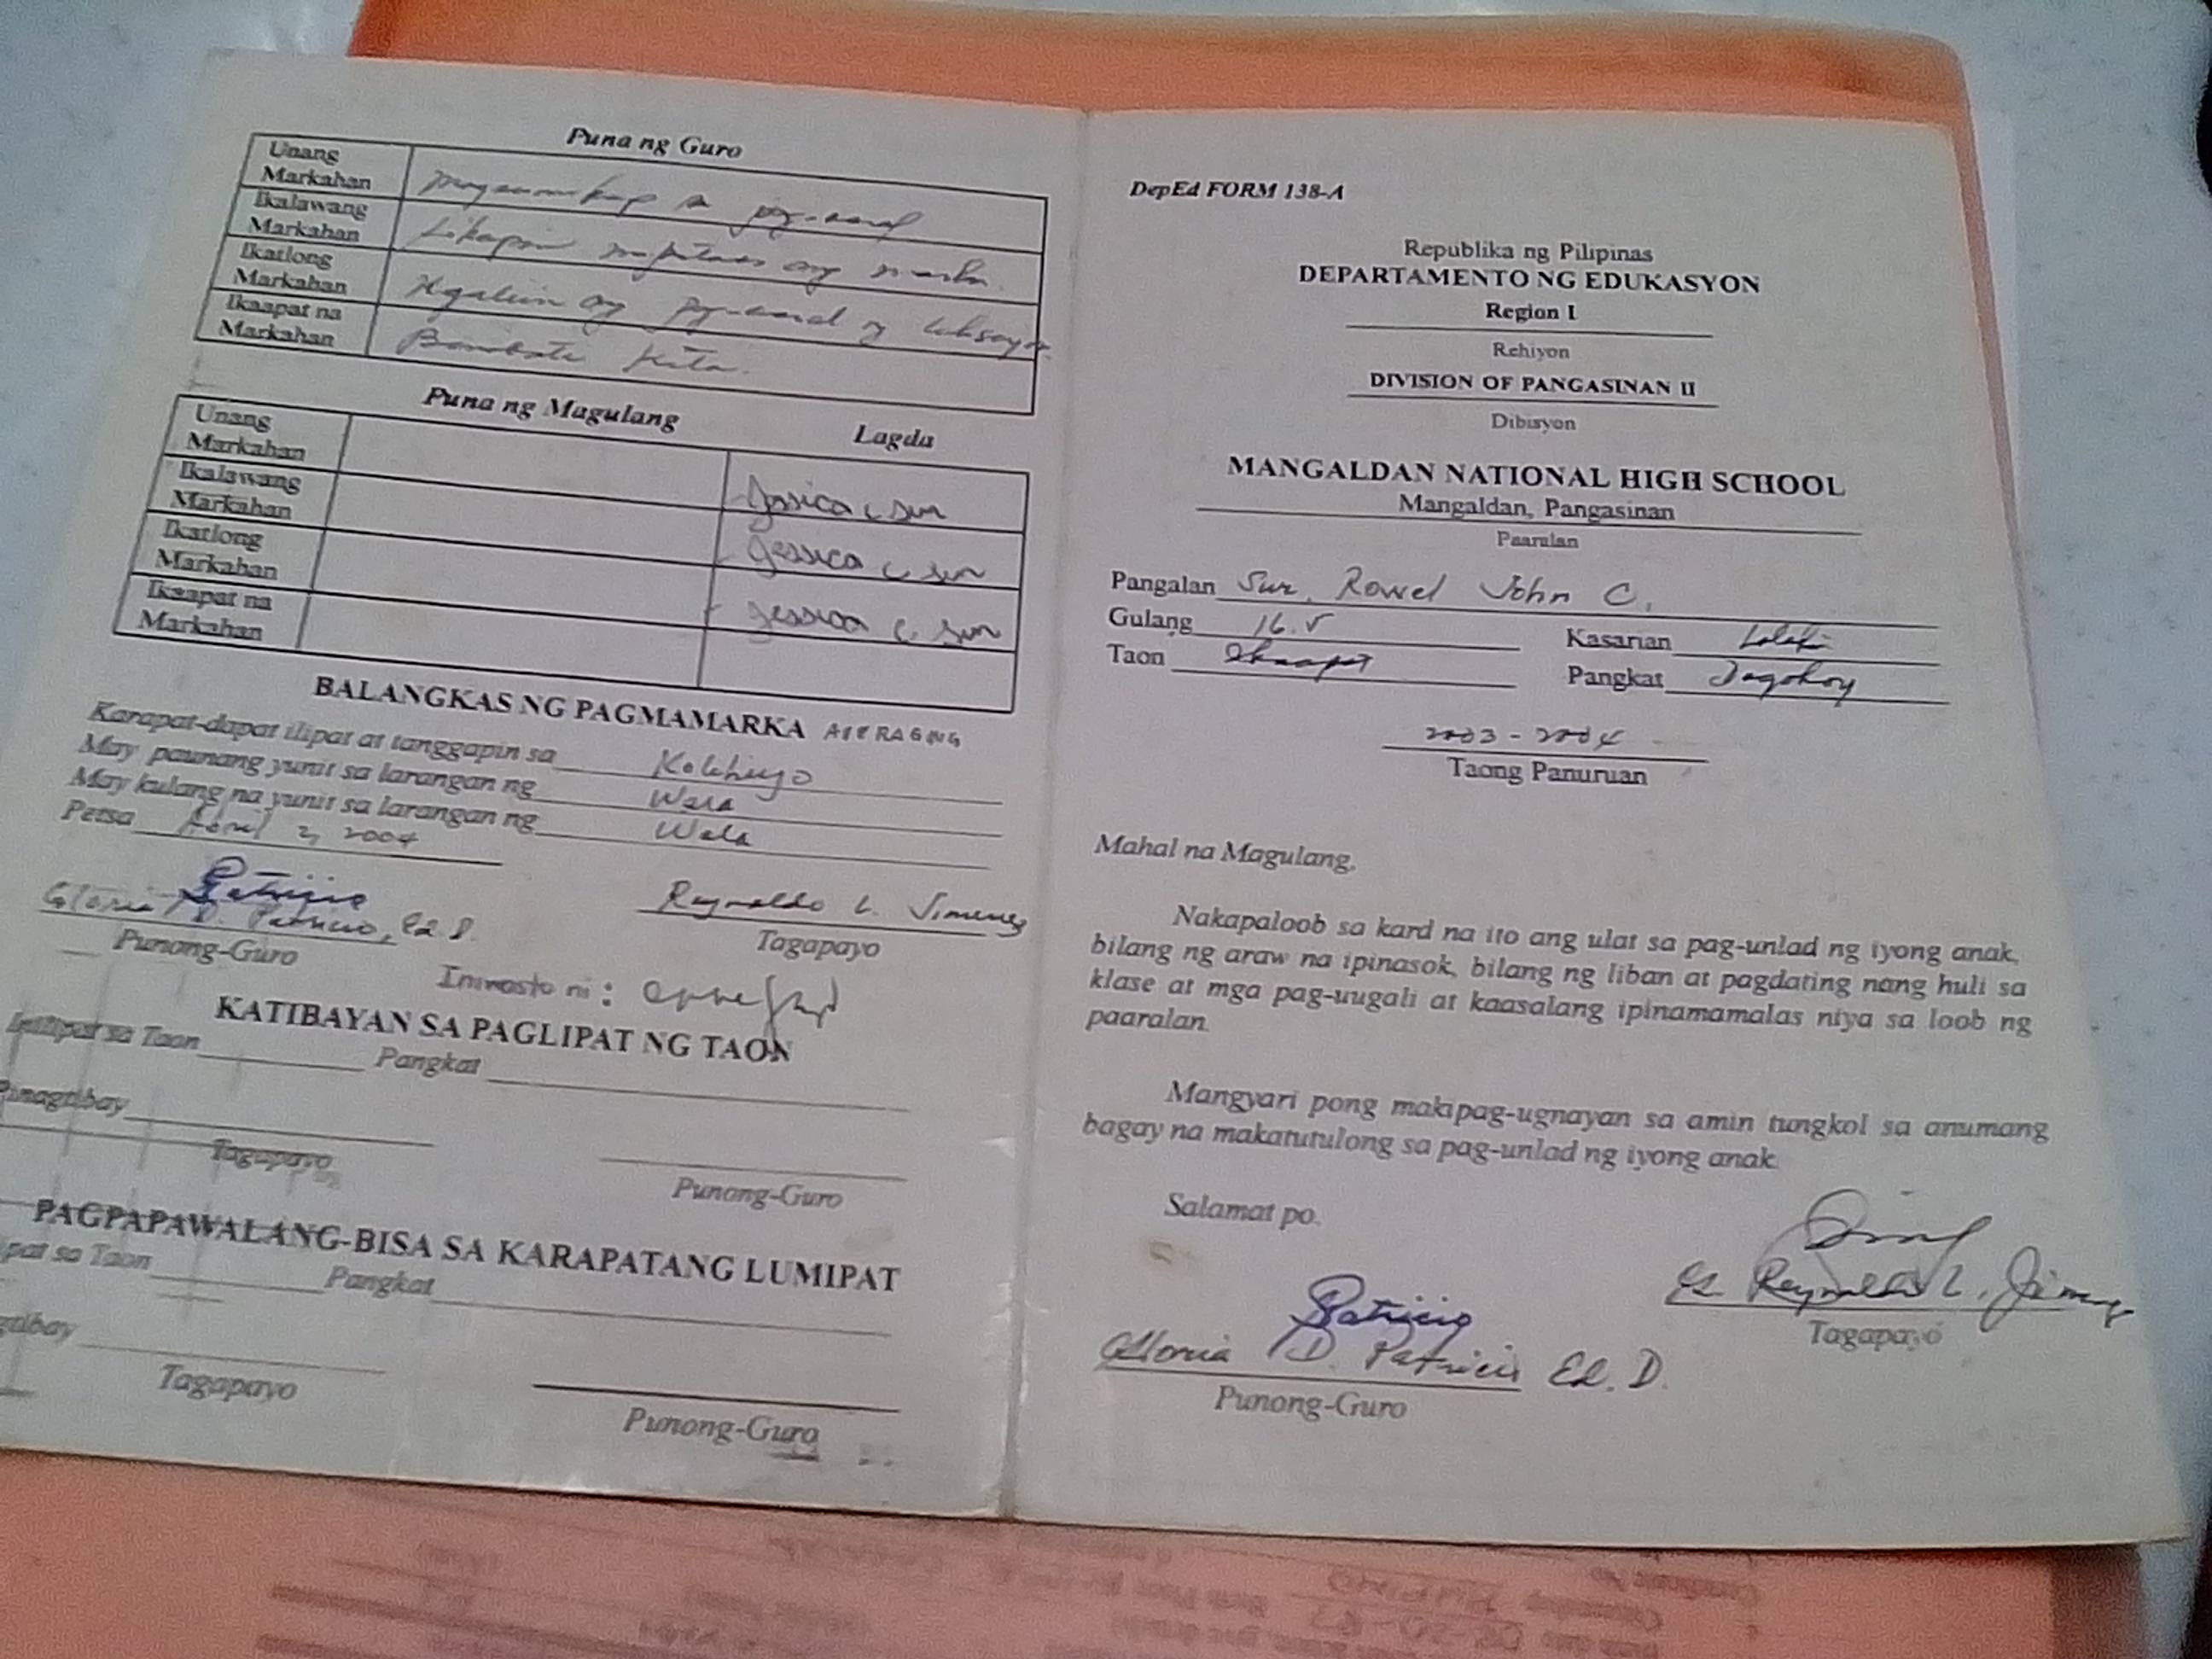 Puna ng Guro
Unang Markahan
Magsumikap sa pag-aaral
Ikalawang Markahan
Sikapin mapataas ang marka.
Ikatlong Markahan
ang pag-aaral ng
Ikaapat na Markahan
kita.
Puna ng Magulang Lagda
Unang Markahan
Jessica C Sur
Ikalawang Markahan
Jessica C Sur
Ikatlong Markahan
Jessica C Sur
Ikaapat na Markahan
BALANGKAS NG PAGMAMARKA AVERAGING
Karapat-dapat ilipat at tanggapin sa Kolehiyo
May paunang yunit sa larangan ng Wala
May kulang na yunit sa larangan ng Wala
Petsa April 2, 2004
Patricio
Gloria D. Patricio, Ed.D. Reynaldo L. Jimenez
Punong-Guro Tagapayo
Iniwasto ni:
KATIBAYAN SA PAGLIPAT NG TAON
Inilipat sa Taon Pangkat
Pinagtibay
Tagapayo
Punong-Guro
PAGPAPAWALANG-BISA SA KARAPATANG LUMIPAT
pat sa Taon Pangkat
gtibay
Tagapayo
Punong-Guro
DepEd FORM 138-A
Republika ng Pilipinas
DEPARTAMENTO NG EDUKASYON
Region I
Rehiyon
DIVISION OF PANGASINAN II
Dibisyon
MANGALDAN NATIONAL HIGH SCHOOL
Mangaldan, Pangasinan
Paaralan
Pangalan Sur, Rowel John C.
Gulang 16.5 Kasarian Lalaki
Taon Ikaapat Pangkat Dagohoy
2003 - 2004
Taong Panuruan
Mahal na Magulang,
Nakapaloob sa kard na ito ang ulat sa pag-unlad ng iyong anak,
bilang ng araw na ipinasok, bilang ng liban at pagdating nang huli sa
klase at mga pag-uugali at kaasalang ipinamamalas niya sa loob ng
paaralan.
Mangyari pong makipag-ugnayan sa amin tungkol sa anumang
bagay na makatutulong sa pag-unlad ng iyong anak.
Salamat po.
Reynaldo L. Jimenez
Tagapayo
Patricio
Gloria D. Patricio Ed. D.
Punong-Guro